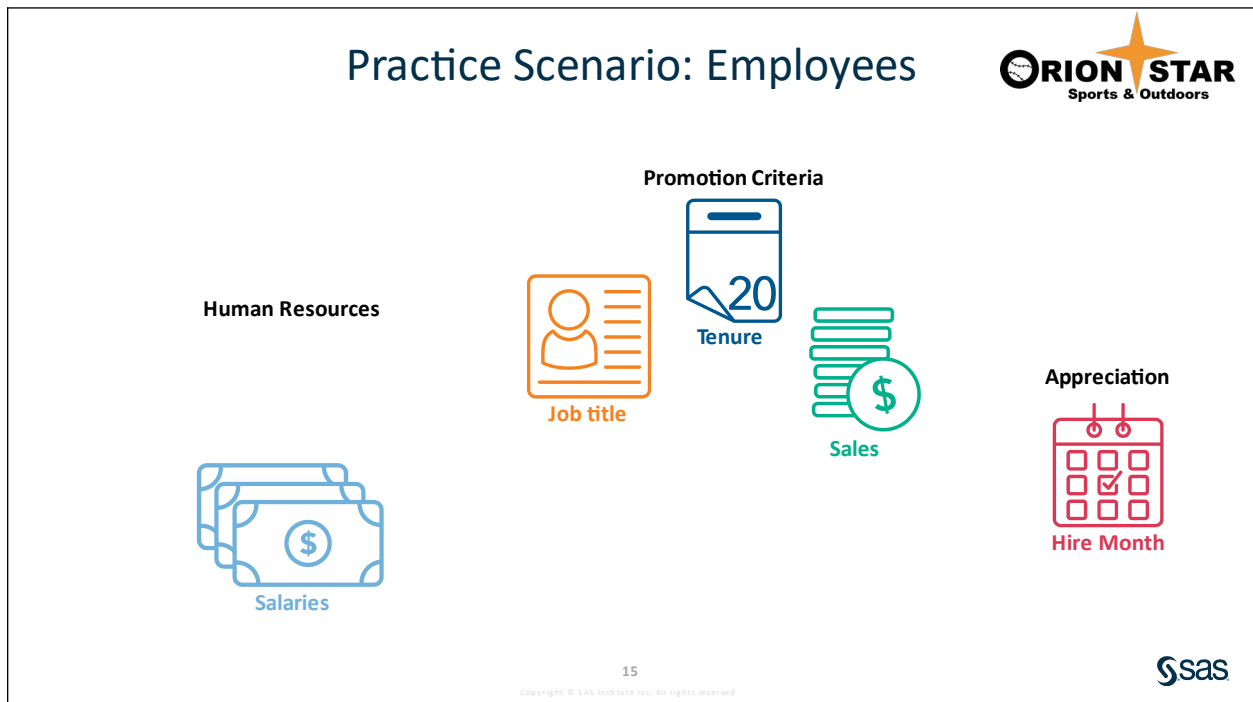 Practice Scenario: Employees
ORION STAR
Sports & Outdoors
Promotion Criteria
20
Tenure
Human Resources
Job title
$
Sales
Appreciation
Hire Month
$
Salaries
15
Copyright © SAS Institute Inc. All rights reserved.
sas